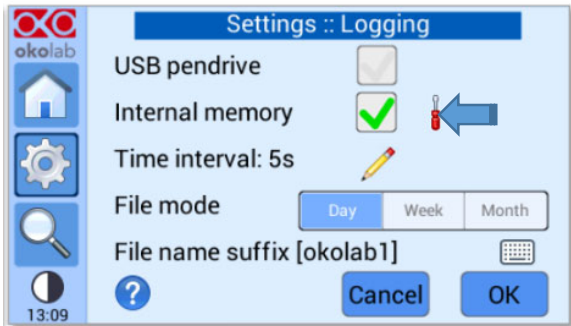 Settings :: Logging
okolab
USB pendrive
Internal memory
Time interval: 5s
File mode
Day
Week
Month
File name suffix [okolab1]
?
Cancel
OK
13:09